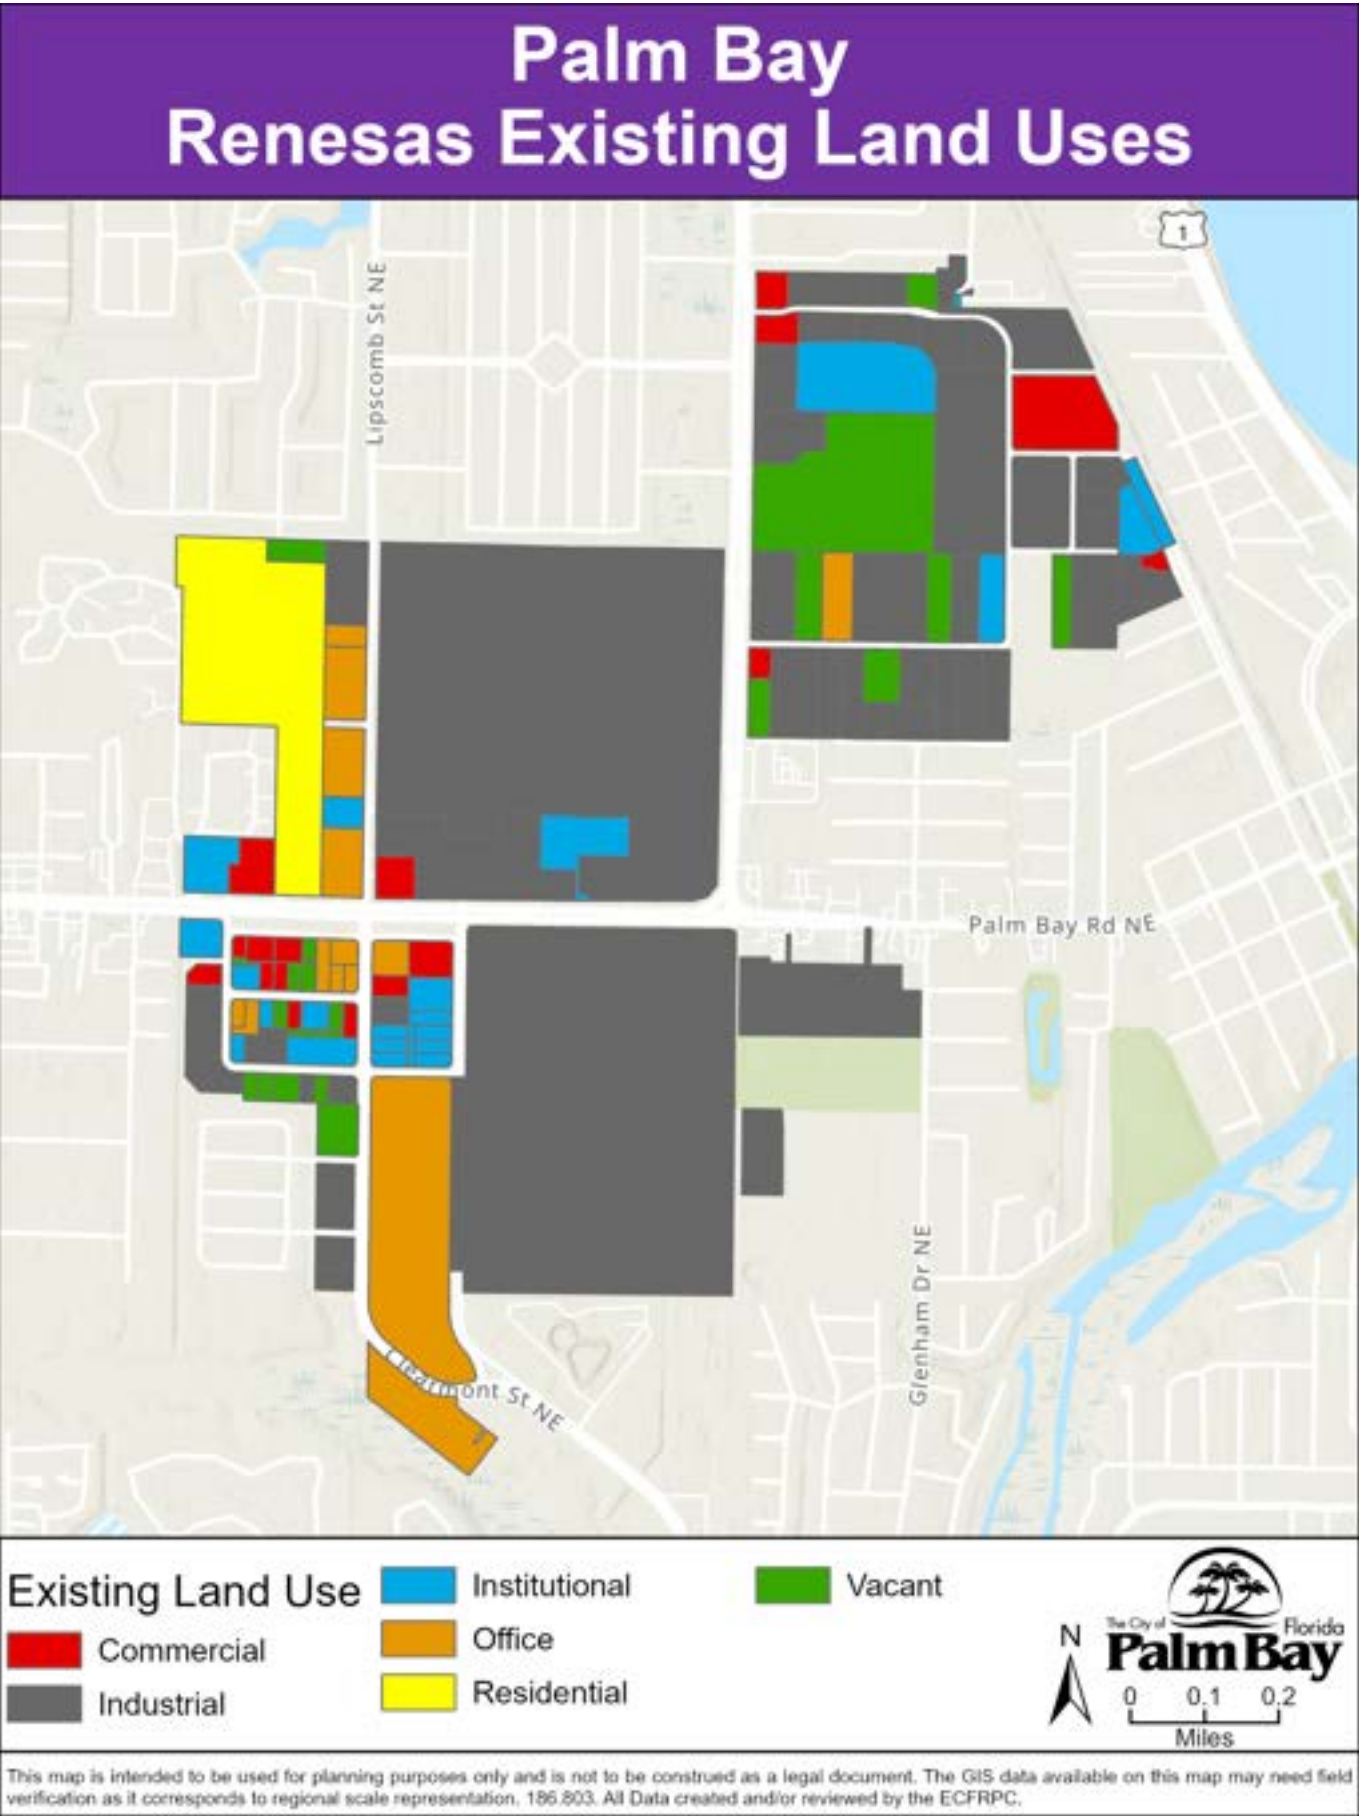 Palm Bay
Renesas Existing Land Uses
1
Lipscomb St NE
Palm Bay Rd NE
Glenham Dr NE
Clearmont St NE
Existing Land Use
Commercial
Industrial
Institutional
Office
Residential
Vacant
N
The City of
Florida
Palm Bay
0 0.1 0.2
Miles
This map is intended to be used for planning purposes only and is not to be construed as a legal document. The GIS data available on this map may need field
verification as it corresponds to regional scale representation. 186.803. All Data created and/or reviewed by the ECFRPC.